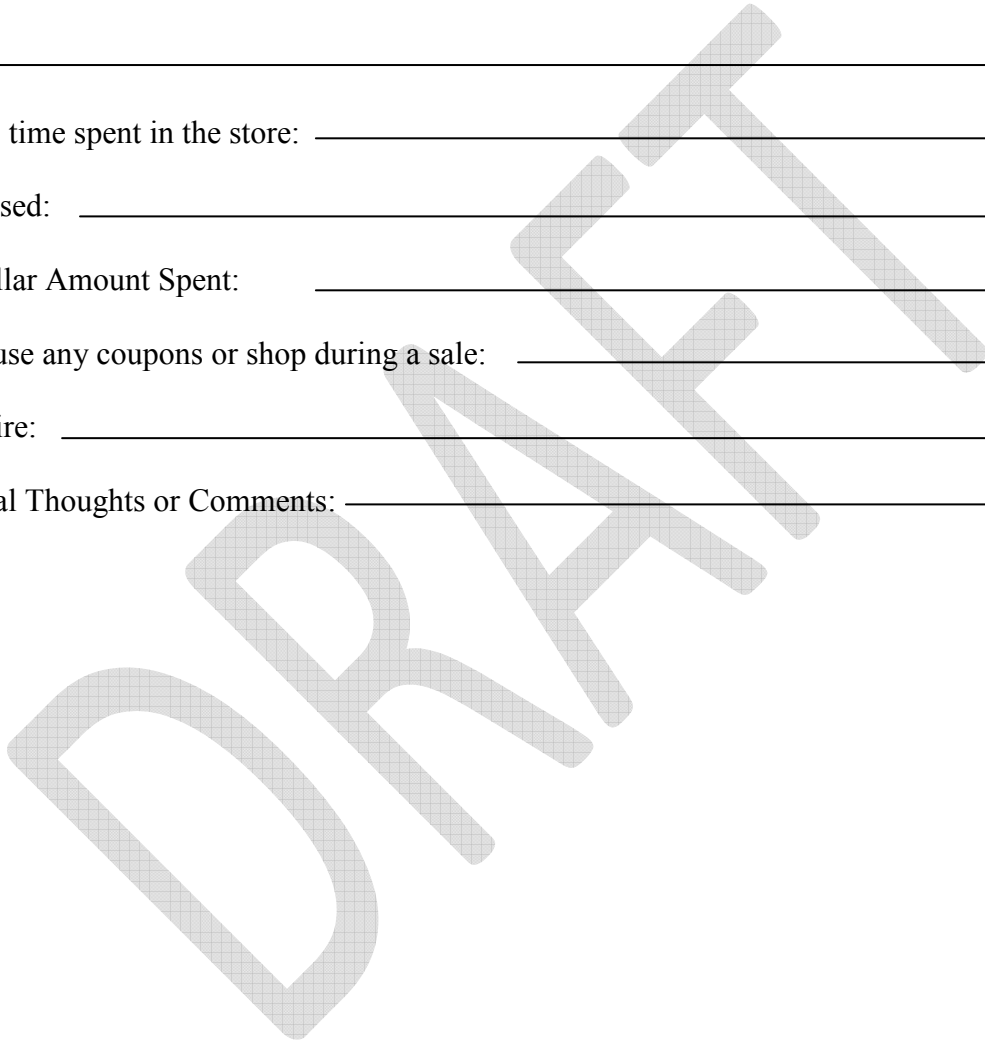 time spent in the store:
sed:
llar Amount Spent:
use any coupons or shop during a sale:
ire:
al Thoughts or Comments:
DRAFT